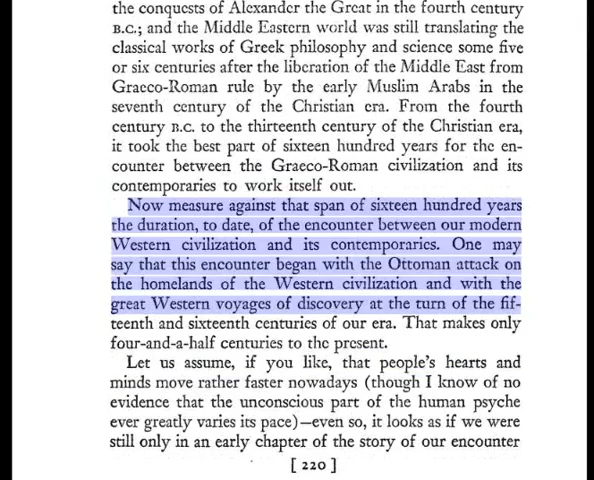 the conquests of Alexander the Great in the fourth century
B.C.; and the Middle Eastern world was still translating the
classical works of Greek philosophy and science some five
or six centuries after the liberation of the Middle East from
Graeco-Roman rule by the early Muslim Arabs in the
seventh century of the Christian era. From the fourth
century B.C. to the thirteenth century of the Christian era,
it took the best part of sixteen hundred years for the en-
counter between the Graeco-Roman civilization and its
contemporaries to work itself out.
Now measure against that span of sixteen hundred years
the duration, to date, of the encounter between our modern
Western civilization and its contemporaries. One may
say that this encounter began with the Ottoman attack on
the homelands of the Western civilization and with the
great Western voyages of discovery at the turn of the fif-
teenth and sixteenth centuries of our era. That makes only
four-and-a-half centuries to the present.
Let us assume, if you like, that people's hearts and
minds move rather faster nowadays (though I know of no
evidence that the unconscious part of the human psyche
ever greatly varies its pace)—even so, it looks as if we were
still only in an early chapter of the story of our encounter
[ 220 ]